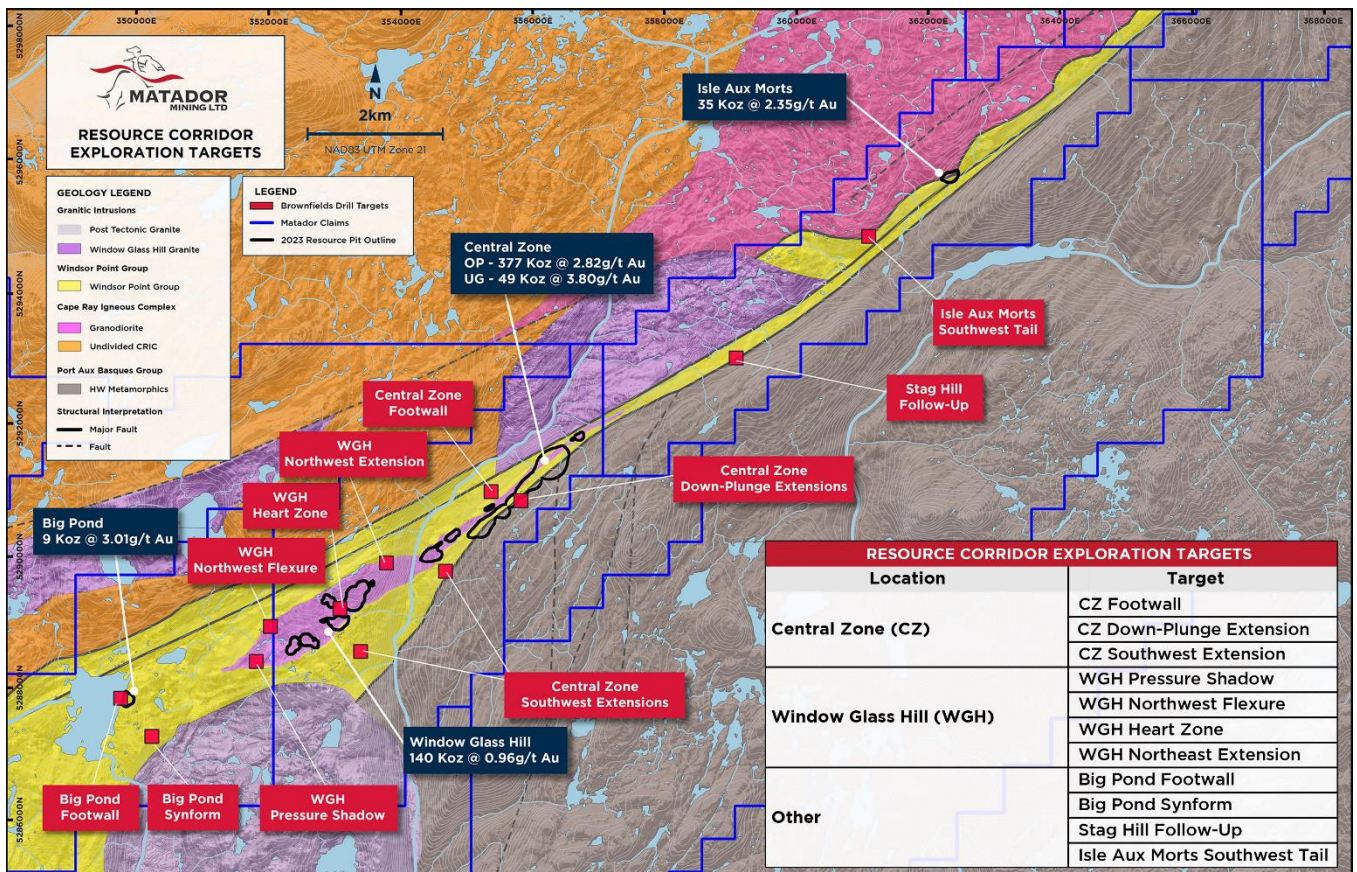 350000E
352000E
354000E
356000E
358000E
360000E
362000E
364000E
366000E
368000E
5298000N
5296000N
5294000N
5292000N
5290000N
5288000N
5286000N
MATADOR
MINING LTD
RESOURCE CORRIDOR
EXPLORATION TARGETS
N
2km
NAD83 UTM Zone 21
GEOLOGY LEGEND
Granitic Intrusions
Post Tectonic Granite
Window Glass Hill Granite
Windsor Point Group
Windsor Point Group
Cape Ray Igneous Complex
Granodiorite
Undivided CRIC
Port Aux Basques Group
HW Metamorphics
Structural Interpretation
Major Fault
Fault
LEGEND
Brownfields Drill Targets
Matador Claims
2023 Resource Pit Outline
Isle Aux Morts
35 Koz @ 2.35g/t Au
Central Zone
OP - 377 Koz @ 2.82g/t Au
UG - 49 Koz @ 3.80g/t Au
Isle Aux Morts
Southwest Tail
Stag Hill
Follow-Up
Central Zone
Footwall
WGH
Northwest Extension
WGH
Heart Zone
Central Zone
Down-Plunge Extensions
Big Pond
9 Koz @ 3.01g/t Au
WGH
Northwest Flexure
Central Zone
Southwest Extensions
Window Glass Hill
140 Koz @ 0.96g/t Au
Big Pond
Footwall
Big Pond
Synform
WGH
Pressure Shadow
RESOURCE CORRIDOR EXPLORATION TARGETS
Location
Target
Central Zone (CZ)
CZ Footwall
CZ Down-Plunge Extension
CZ Southwest Extension
Window Glass Hill (WGH)
WGH Pressure Shadow
WGH Northwest Flexure
WGH Heart Zone
WGH Northeast Extension
Other
Big Pond Footwall
Big Pond Synform
Stag Hill Follow-Up
Isle Aux Morts Southwest Tail